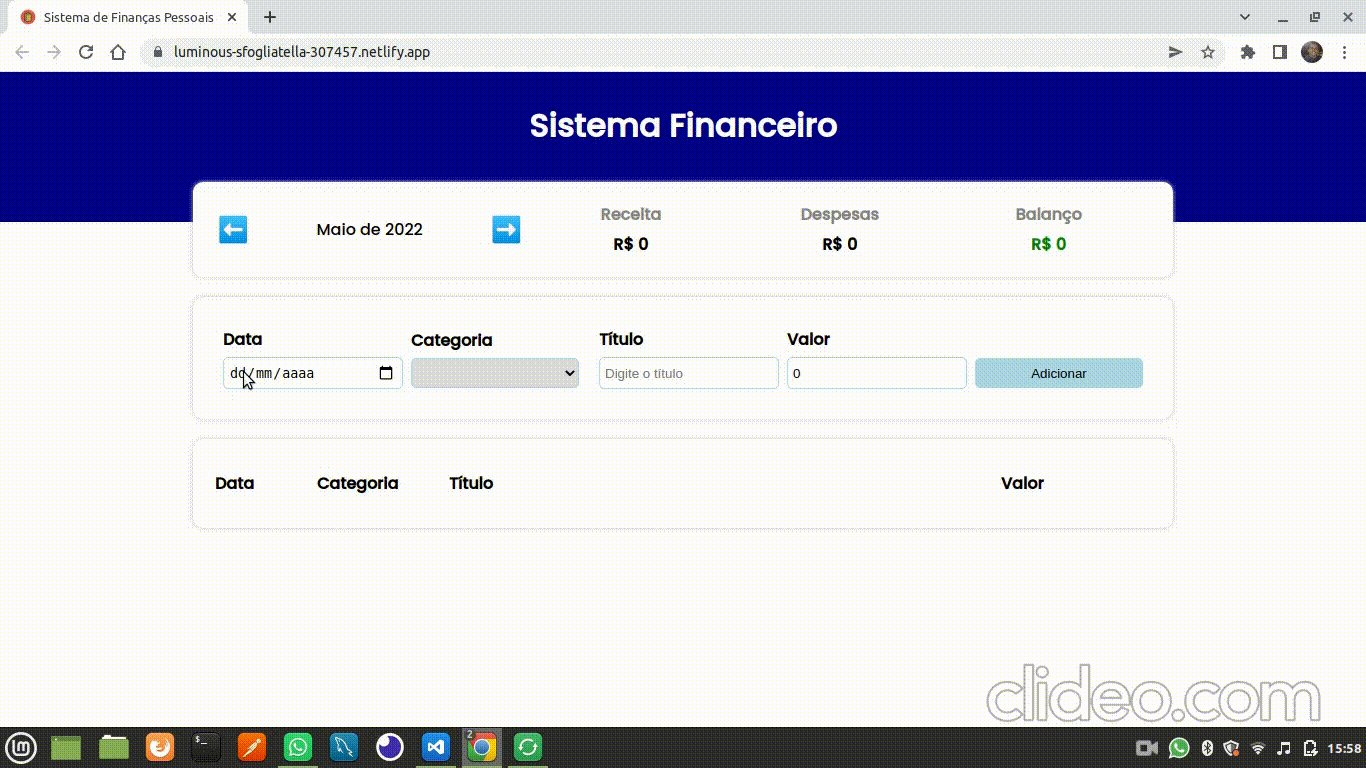 Sistema de Finanças Pessoais
luminous-sfogliatella-307457.netlify.app
Sistema Financeiro
Maio de 2022
Receita
R$ 0
Despesas
R$ 0
Balanço
R$ 0
Data
Categoria
Título
Valor
dd/mm/aaaa
Digite o título
0
Adicionar
Data
Categoria
Título
Valor
clideo.com
2
15:58